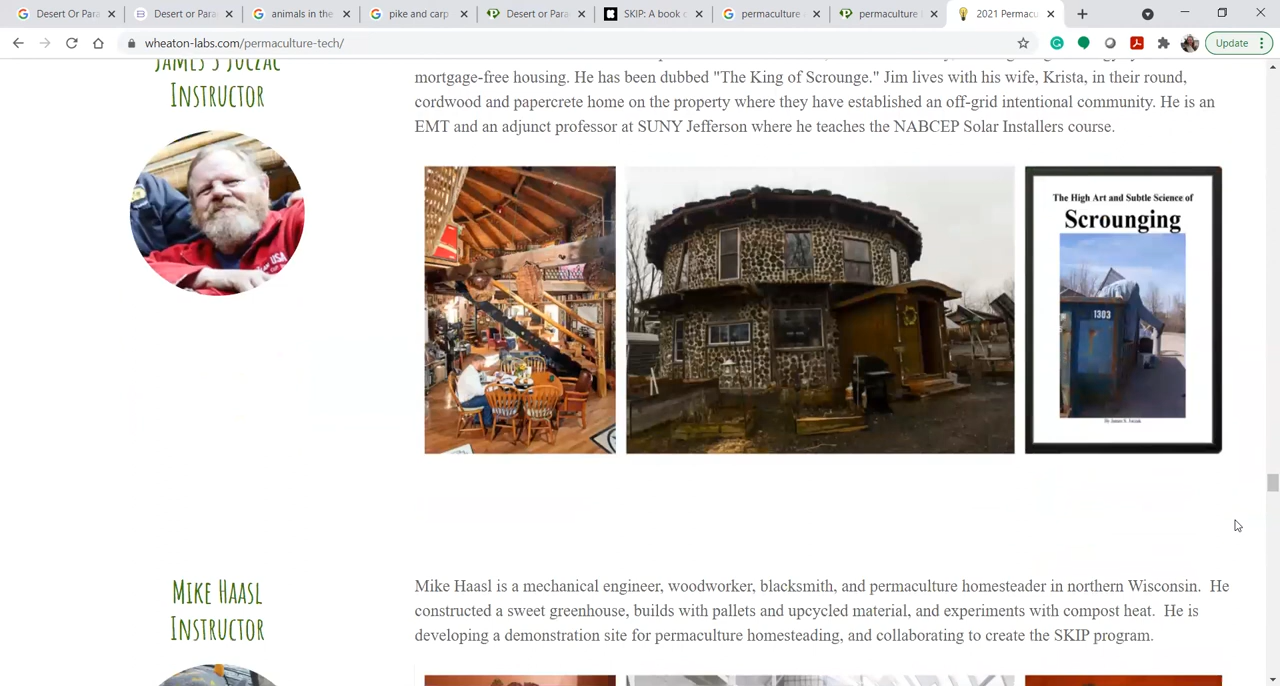 Desert Or Para
Desert or Para
animals in the
pike and carp
Desert or Para
SKIP: A book
permaculture
permaculture
2021 Permacu
wheaton-labs.com/permaculture-tech/
Update
INSTRUCTOR
mortgage-free housing. He has been dubbed "The King of Scrounge." Jim lives with his wife, Krista, in their round,
cordwood and papercrete home on the property where they have established an off-grid intentional community. He is an
EMT and an adjunct professor at SUNY Jefferson where he teaches the NABCEP Solar Installers course.
USA
The High Art and Subtle Science of
Scrounging
1303
By James S. Juczak
MIKE HAASL
INSTRUCTOR
Mike Haasl is a mechanical engineer, woodworker, blacksmith, and permaculture homesteader in northern Wisconsin. He
constructed a sweet greenhouse, builds with pallets and upcycled material, and experiments with compost heat. He is
developing a demonstration site for permaculture homesteading, and collaborating to create the SKIP program.